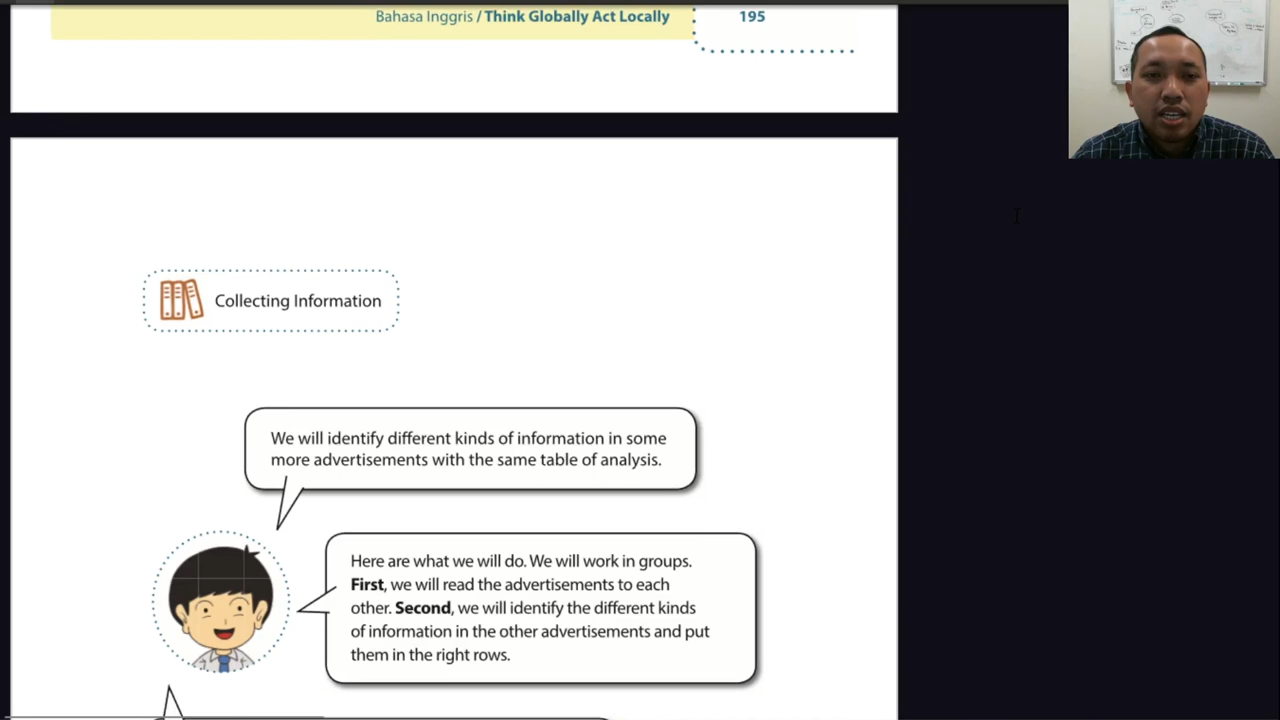 Bahasa Inggris / Think Globally Act Locally
195
Collecting Information
We will identify different kinds of information in some
more advertisements with the same table of analysis.
Here are what we will do. We will work in groups.
First, we will read the advertisements to each
other. Second, we will identify the different kinds
of information in the other advertisements and put
them in the right rows.